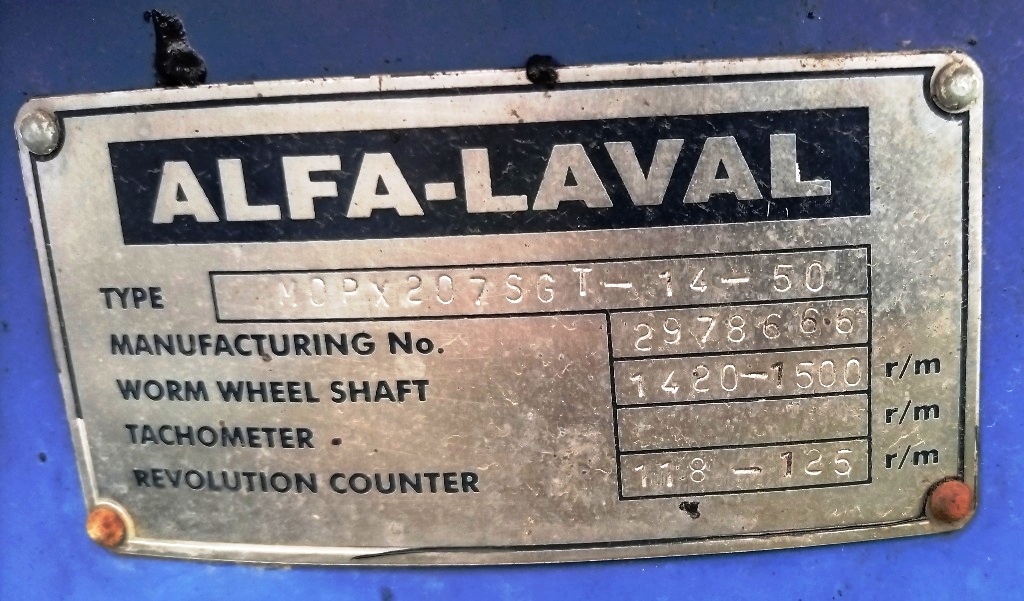 ALFA-LAVAL
TYPE MOPX207SGT-14-50
MANUFACTURING No. 2978666
WORM WHEEL SHAFT 1420-1500 r/m
TACHOMETER r/m
REVOLUTION COUNTER 118-125 r/m